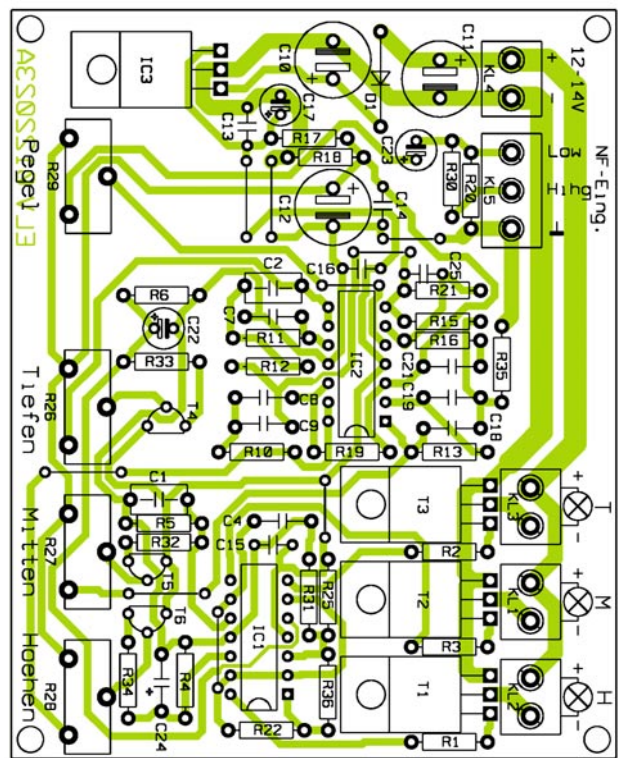 IC3
C10
C11
D1
KL4
+
-
12-14V
C17
C13
R17
R18
C23
R30
R20
KL5
Low
Hihg
NF-Eing.
R29
Pegel
C12
C14
C16
C25
R6
C22
R33
C2
C7
R11
R12
IC2
R21
R15
R16
C21
C19
R35
C8
C9
C18
R26
Tiefen
T4
R10
R19
R13
C1
R5
R32
C4
C15
T3
KL3
+
T
-
R2
R27
Mitten
T5
T6
IC1
R31
R25
T2
KL1
+
M
-
R3
R28
Hoehen
R34
R4
C24
R36
R22
T1
KL2
+
H
-
R1